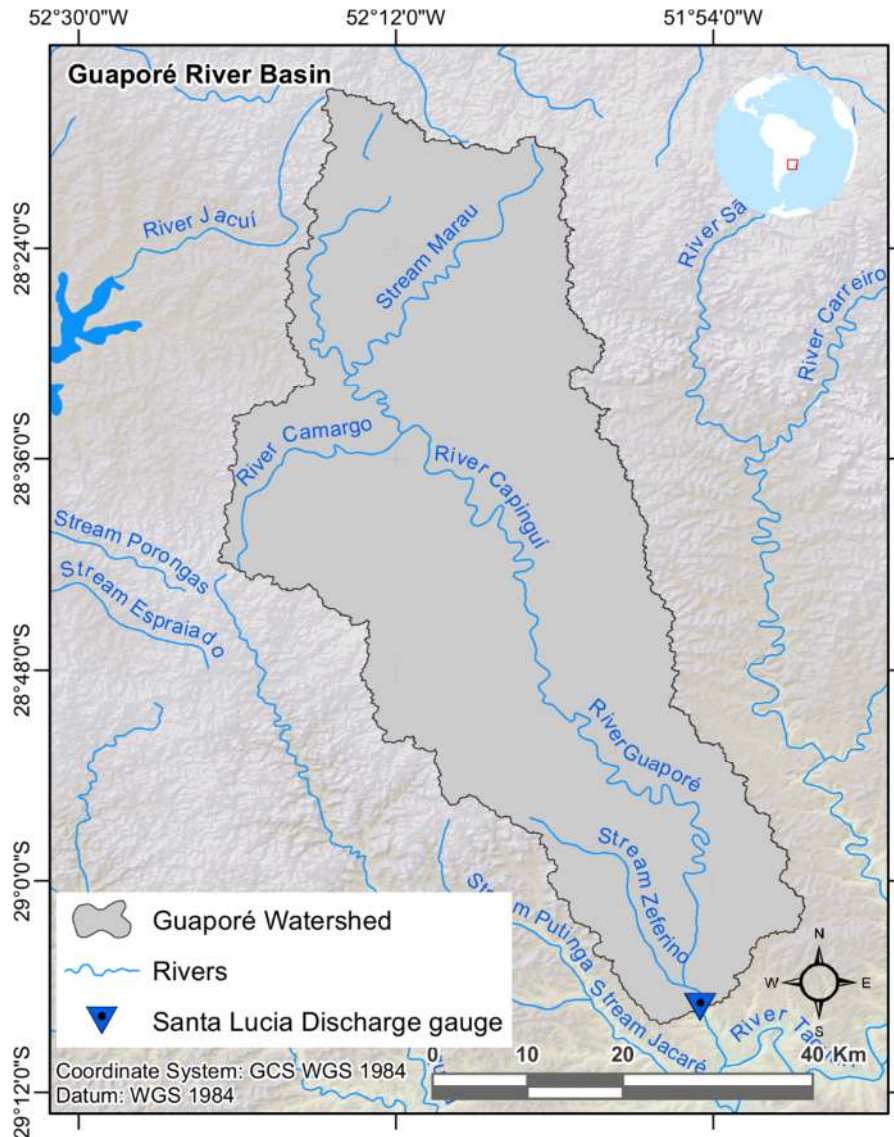 52°30'0"W
52°12'0"W
51°54'0"W
Guaporé River Basin
28°24'0"S
28°36'0"S
28°48'0"S
29°0'0"S
29°12'0"S
River Jacuí
Stream Marau
River Sã
River Carreiro
River Camargo
River Capinguí
Stream Porongas
Stream Espraiado
River Guaporé
Stream Zeferino
Stream Putinga
Stream Jacaré
River
Guaporé Watershed
Rivers
Santa Lucia Discharge gauge
N
W
E
S
Coordinate System: GCS WGS 1984
Datum: WGS 1984
0
10
20
40 Km